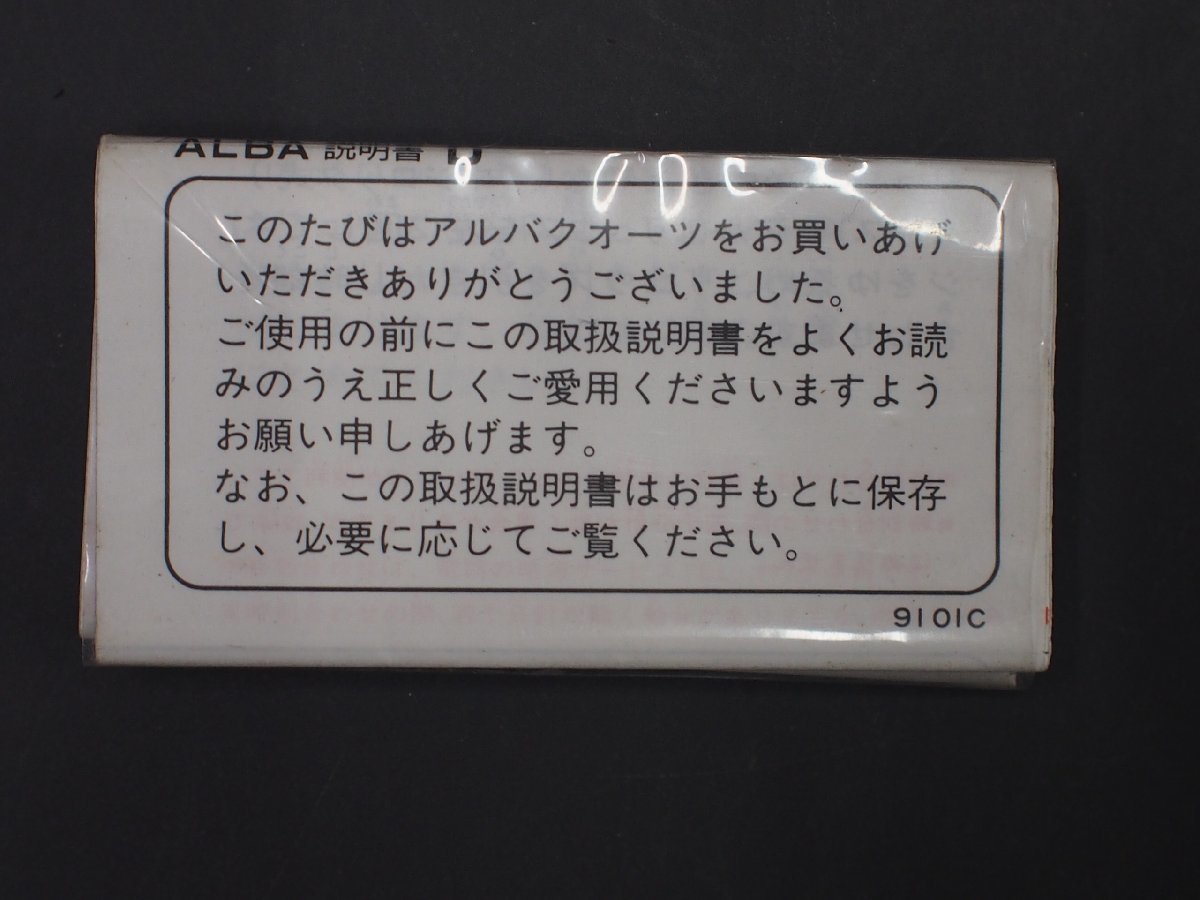 ALBA 説明書
このたびはアルバクオーツをお買いあげ
いただきありがとうございました。
ご使用の前にこの取扱説明書をよくお読
みのうえ正しくご愛用くださいますよう
お願い申しあげます。
なお、この取扱説明書はお手もとに保存
し、必要に応じてご覧ください。
9101C